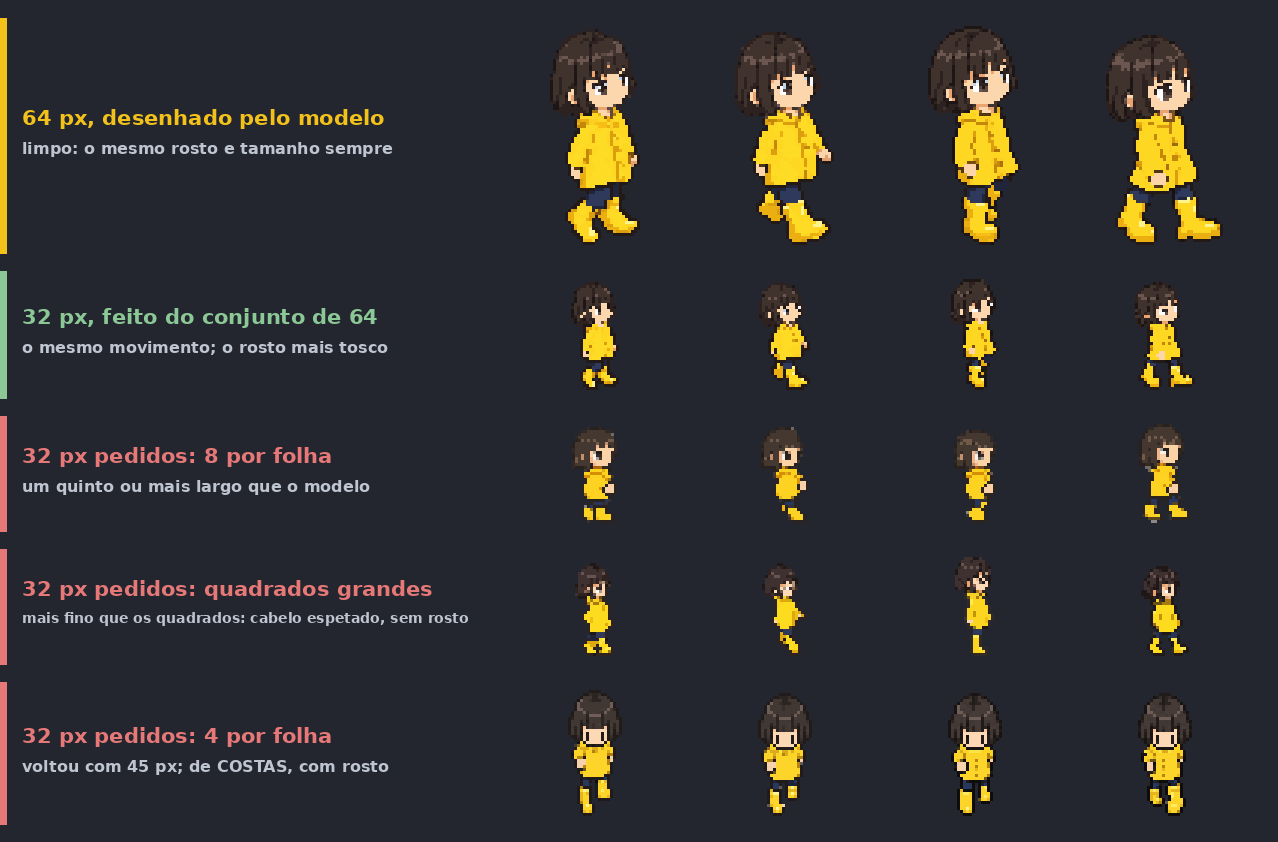 64 px, desenhado pelo modelo
limpo: o mesmo rosto e tamanho sempre
32 px, feito do conjunto de 64
o mesmo movimento; o rosto mais tosco
32 px pedidos: 8 por folha
um quinto ou mais largo que o modelo
32 px pedidos: quadrados grandes
mais fino que os quadrados: cabelo espetado, sem rosto
32 px pedidos: 4 por folha
voltou com 45 px; de COSTAS, com rosto